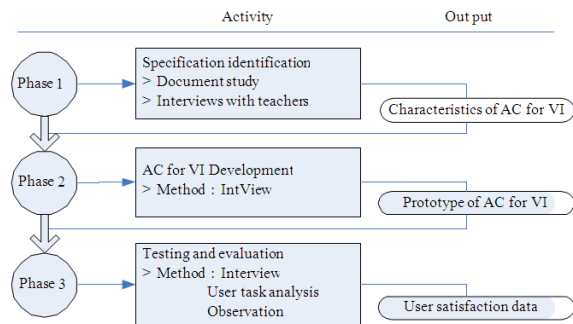 Activity
Out put
Phase 1
Specification identification
> Document study
> Interviews with teachers
Characteristics of AC for VI
Phase 2
AC for VI Development
> Method : IntView
Prototype of AC for VI
Phase 3
Testing and evaluation
> Method : Interview
User task analysis
Observation
User satisfaction data